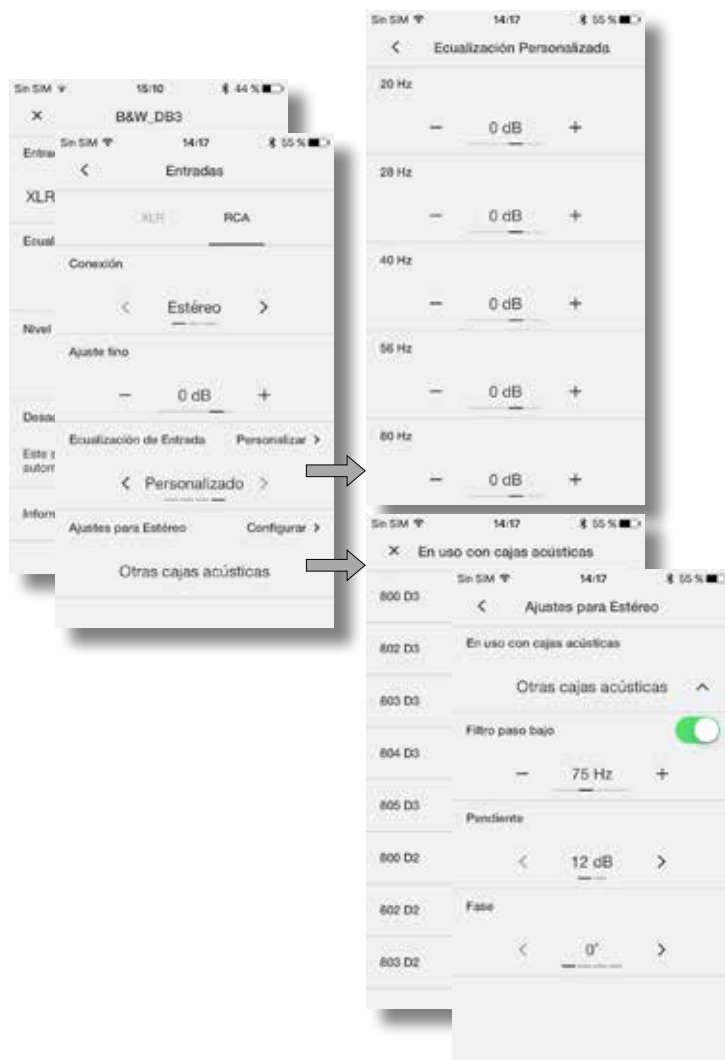 Sin SIM 15:10 44 %
× B&W_DB3
XLR
Nivel
Este
Sin SIM 14:17 55 %
< Entradas
XLR RCA
Conexión
< Estéreo >
Ajuste fino
− 0 dB +
Ecualización de Entrada Personalizar >
< Personalizado >
Ajustes para Estéreo Configurar >
Otras cajas acústicas
Sin SIM 14:17 55 %
< Ecualización Personalizada
20 Hz
− 0 dB +
28 Hz
− 0 dB +
40 Hz
− 0 dB +
56 Hz
− 0 dB +
80 Hz
− 0 dB +
Sin SIM 14:17 55 %
× En uso con cajas acústicas
800 D3
802 D3
803 D3
804 D3
805 D3
800 D2
802 D2
803 D2
Sin SIM 14:17 55 %
< Ajustes para Estéreo
En uso con cajas acústicas
Otras cajas acústicas
Filtro paso bajo
− 75 Hz +
Pendiente
< 12 dB >
Fase
< 0° >